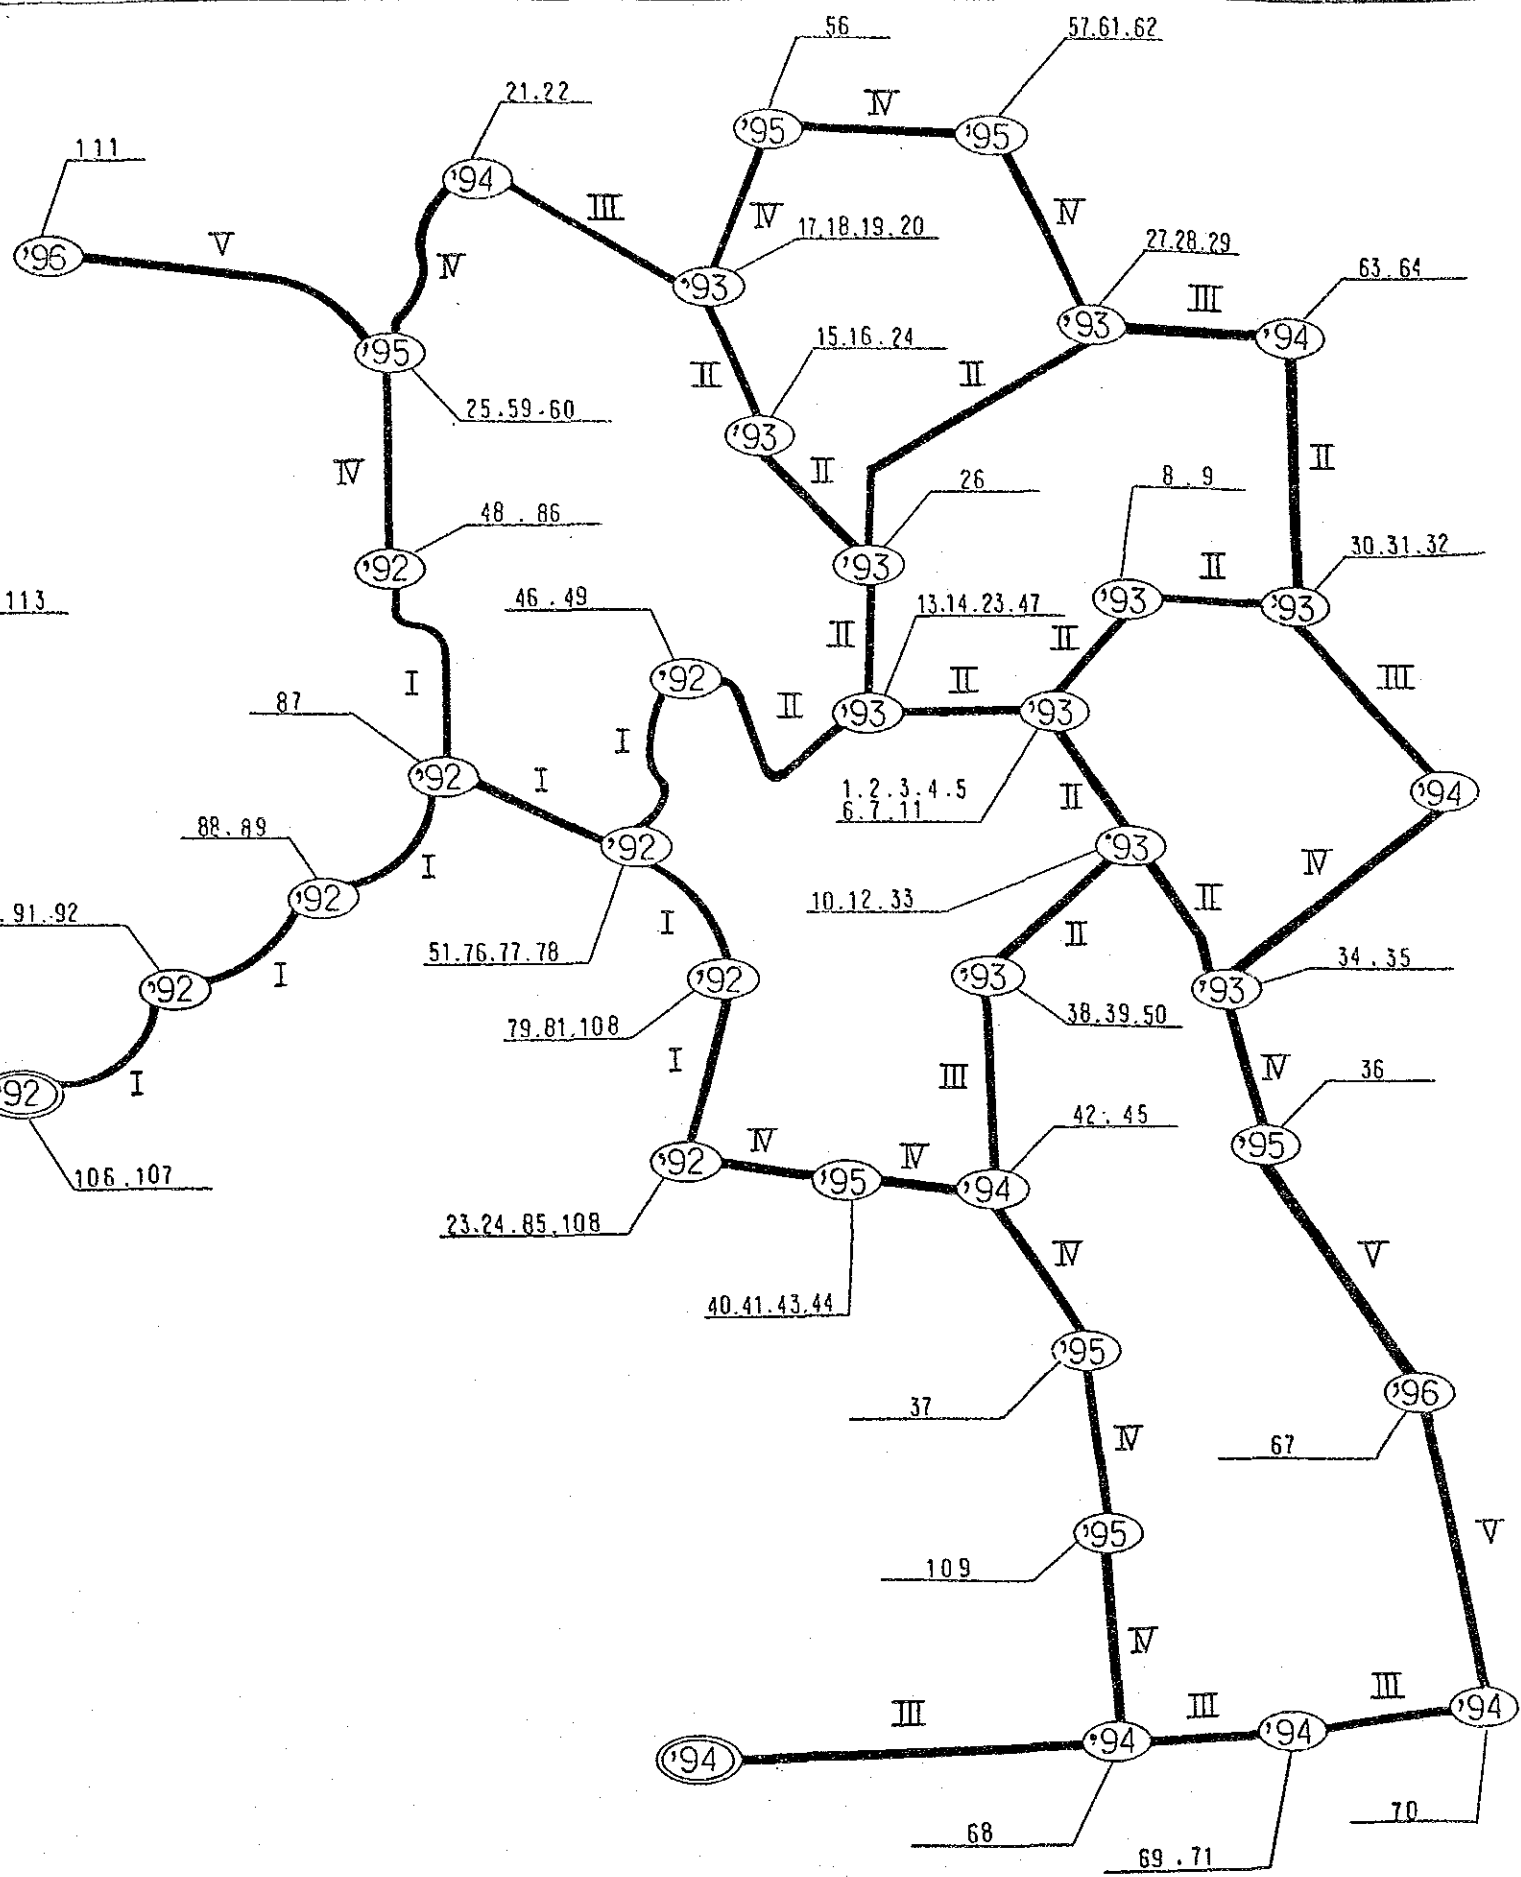 56
57.61.62
21.22
'95
IV
'95
111
'94
III
IV
IV
17.18.19.20
27.28.29
V
'96
IV
63.64
'93
III
'93
'94
15.16.24
'95
II
II
25.59.60
'93
II
II
IV
26
8.9
48.86
'92
'93
II
30.31.32
113
46.49
13.14.23.47
'93
'93
II
II
'92
II
III
I
87
II
'93
'93
I
'92
I
1.2.3.4.5
6.7.11
II
'94
88.89
'92
'93
IV
I
'92
10.12.33
II
.91.92
I
II
51.76.77.78
34.35
I
'92
'92
'93
'93
79.81.108
38.39.50
I
I
III
IV
36
'92
42.45
106.107
IV
IV
'95
'92
'95
'94
23.24.85.108
IV
V
40.41.43.44
'95
'96
37
IV
67
'95
V
109
IV
III
III
III
'94
'94
'94
'94
68
70
69.71